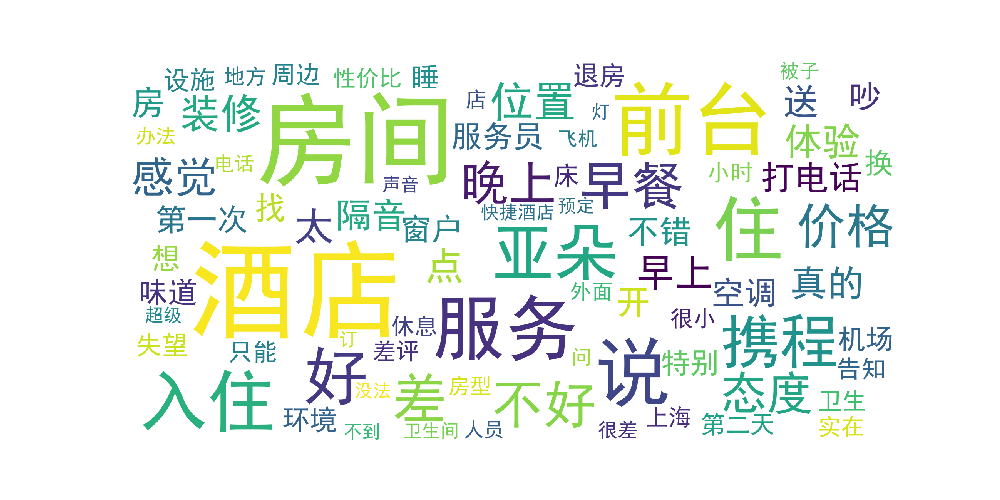 设施
地方
周边
性价比
睡
退房
被子
房
装修
房间
店
位置
灯
前台
送
吵
办法
服务员
飞机
体验
换
感觉
电话
声音
晚上
床
早餐
小时
打电话
第一次
找
太
隔音
窗户
快捷酒店
预定
不错
住
价格
想
味道
酒店
点
亚朵
外面
早上
开
空调
真的
超级
失望
只能
订
休息
差评
服务
说
很小
特别
携程
机场
告知
入住
好
没法
差
房型
不好
问
态度
卫生
环境
不到
卫生间
人员
很差
上海
第二天
实在